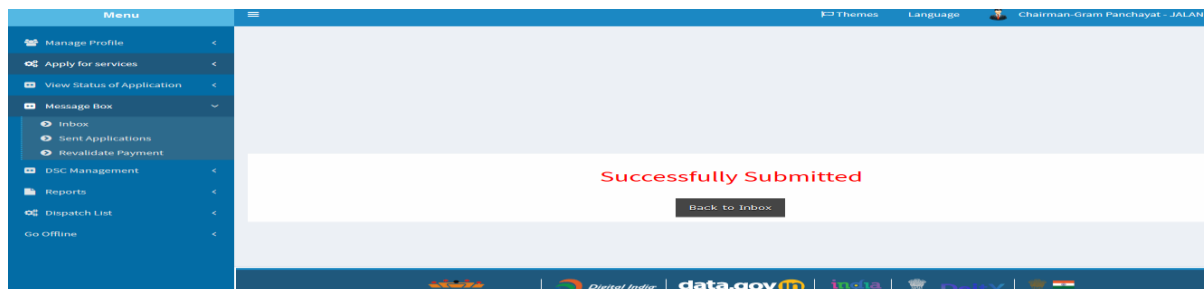 Menu
Themes Language Chairman-Gram Panchayat - JALAN
Manage Profile
Apply for services
View Status of Application
Message Box
Inbox
Sent Applications
Revalidate Payment
DSC Management
Reports
Dispatch List
Go Offline
Successfully Submitted
Back to Inbox
Digital India data.gov in india